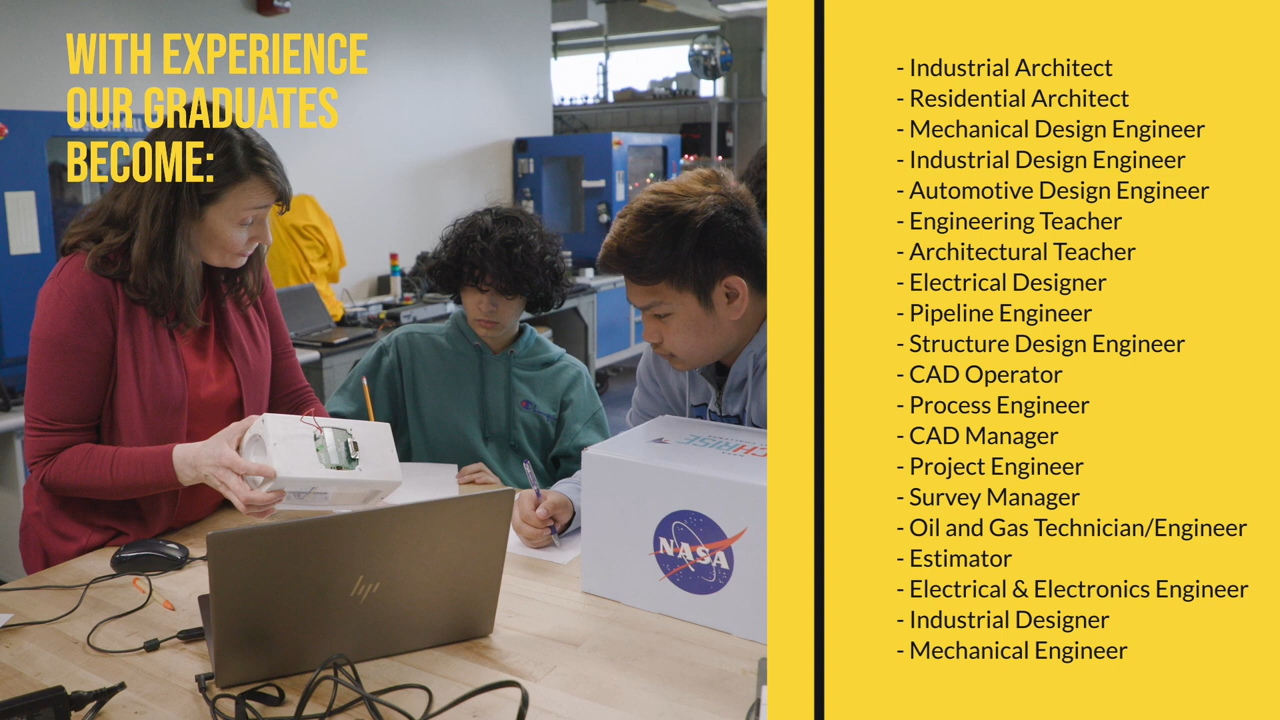 WITH EXPERIENCE
OUR GRADUATES
BECOME:
- Industrial Architect
- Residential Architect
- Mechanical Design Engineer
- Industrial Design Engineer
- Automotive Design Engineer
- Engineering Teacher
- Architectural Teacher
- Electrical Designer
- Pipeline Engineer
- Structure Design Engineer
- CAD Operator
- Process Engineer
- CAD Manager
- Project Engineer
- Survey Manager
- Oil and Gas Technician/Engineer
- Estimator
- Electrical & Electronics Engineer
- Industrial Designer
- Mechanical Engineer
hp
NASA